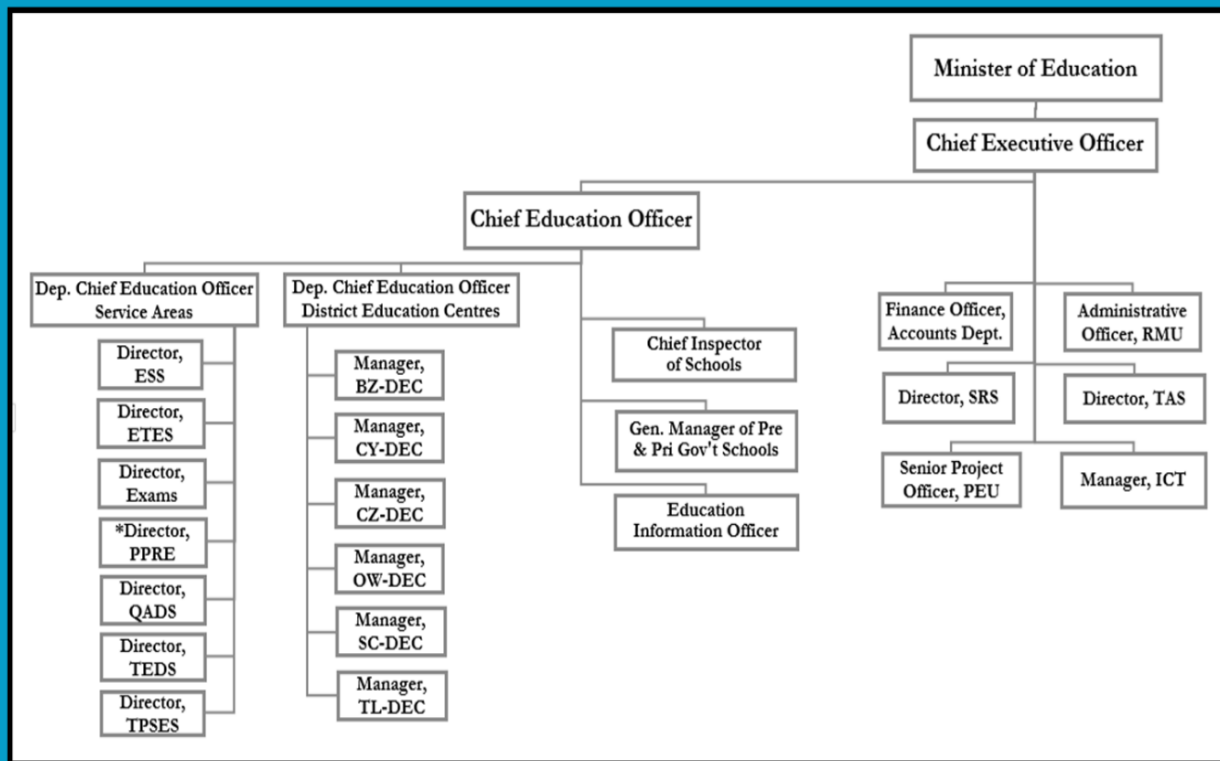 Minister of Education
Chief Executive Officer
Chief Education Officer
Dep. Chief Education Officer
Service Areas
Director,
ESS
Director,
ETES
Director,
Exams
*Director,
PPRE
Director,
QADS
Director,
TEDS
Director,
TPSES
Dep. Chief Education Officer
District Education Centres
Manager,
BZ-DEC
Manager,
CY-DEC
Manager,
CZ-DEC
Manager,
OW-DEC
Manager,
SC-DEC
Manager,
TL-DEC
Chief Inspector
of Schools
Gen. Manager of Pre
& Pri Gov't Schools
Education
Information Officer
Finance Officer,
Accounts Dept.
Administrative
Officer, RMU
Director, SRS
Director, TAS
Senior Project
Officer, PEU
Manager, ICT